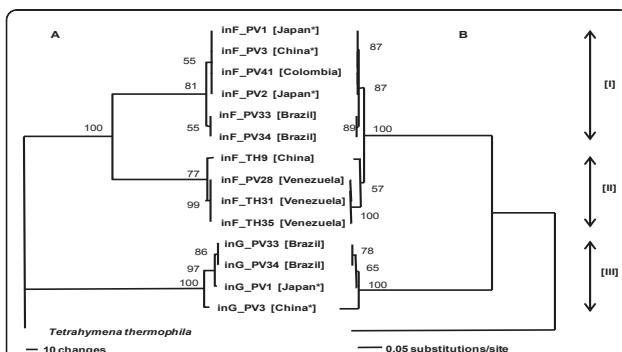 A B
inF_PV1 [Japan*]
87
inF_PV3 [China*]
55
inF_PV41 [Colombia]
[I]
81 87
inF_PV2 [Japan*]
inF_PV33 [Brazil]
55 89
100 100
inF_PV34 [Brazil]
inF_TH9 [China]
77
inF_PV28 [Venezuela]
57
[II]
99
inF_TH31 [Venezuela]
100
inF_TH35 [Venezuela]
inG_PV33 [Brazil]
86 78
inG_PV34 [Brazil]
97 65
[III]
100 100
inG_PV1 [Japan*]
inG_PV3 [China*]
Tetrahymena thermophila
10 changes 0.05 substitutions/site